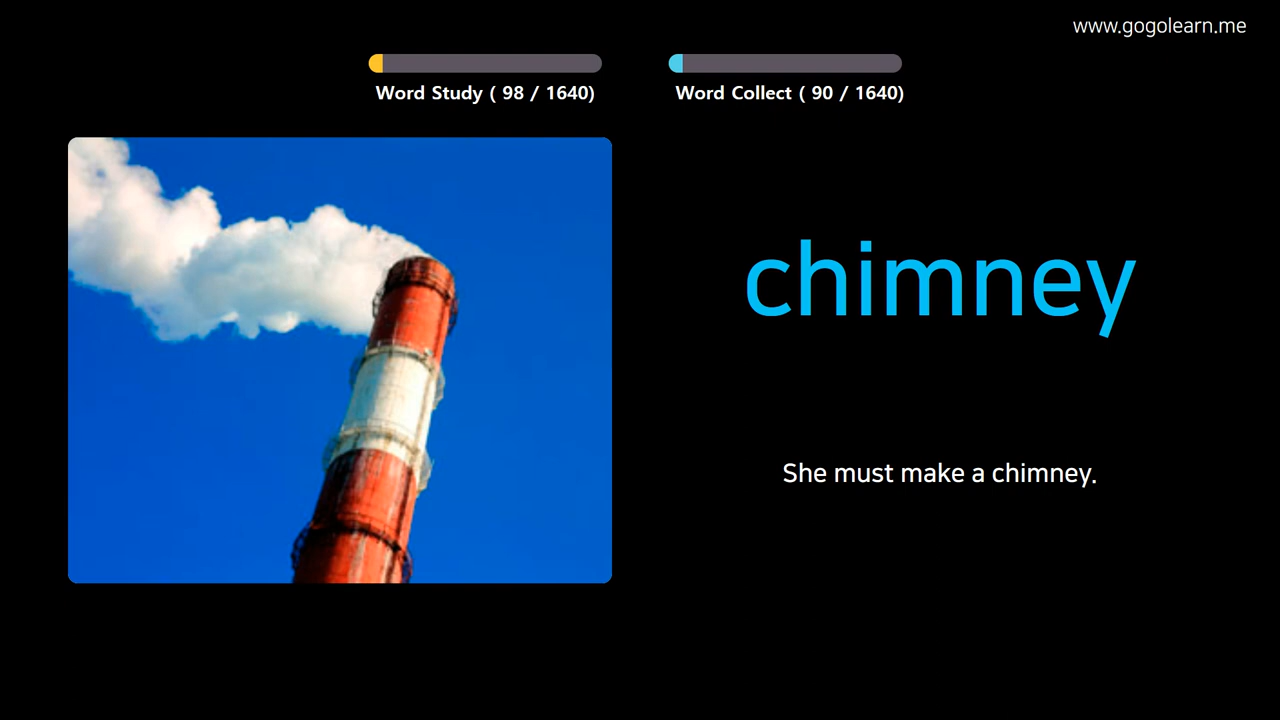 www.gogolearn.me
Word Study ( 98 / 1640)
Word Collect ( 90 / 1640)
chimney
She must make a chimney.